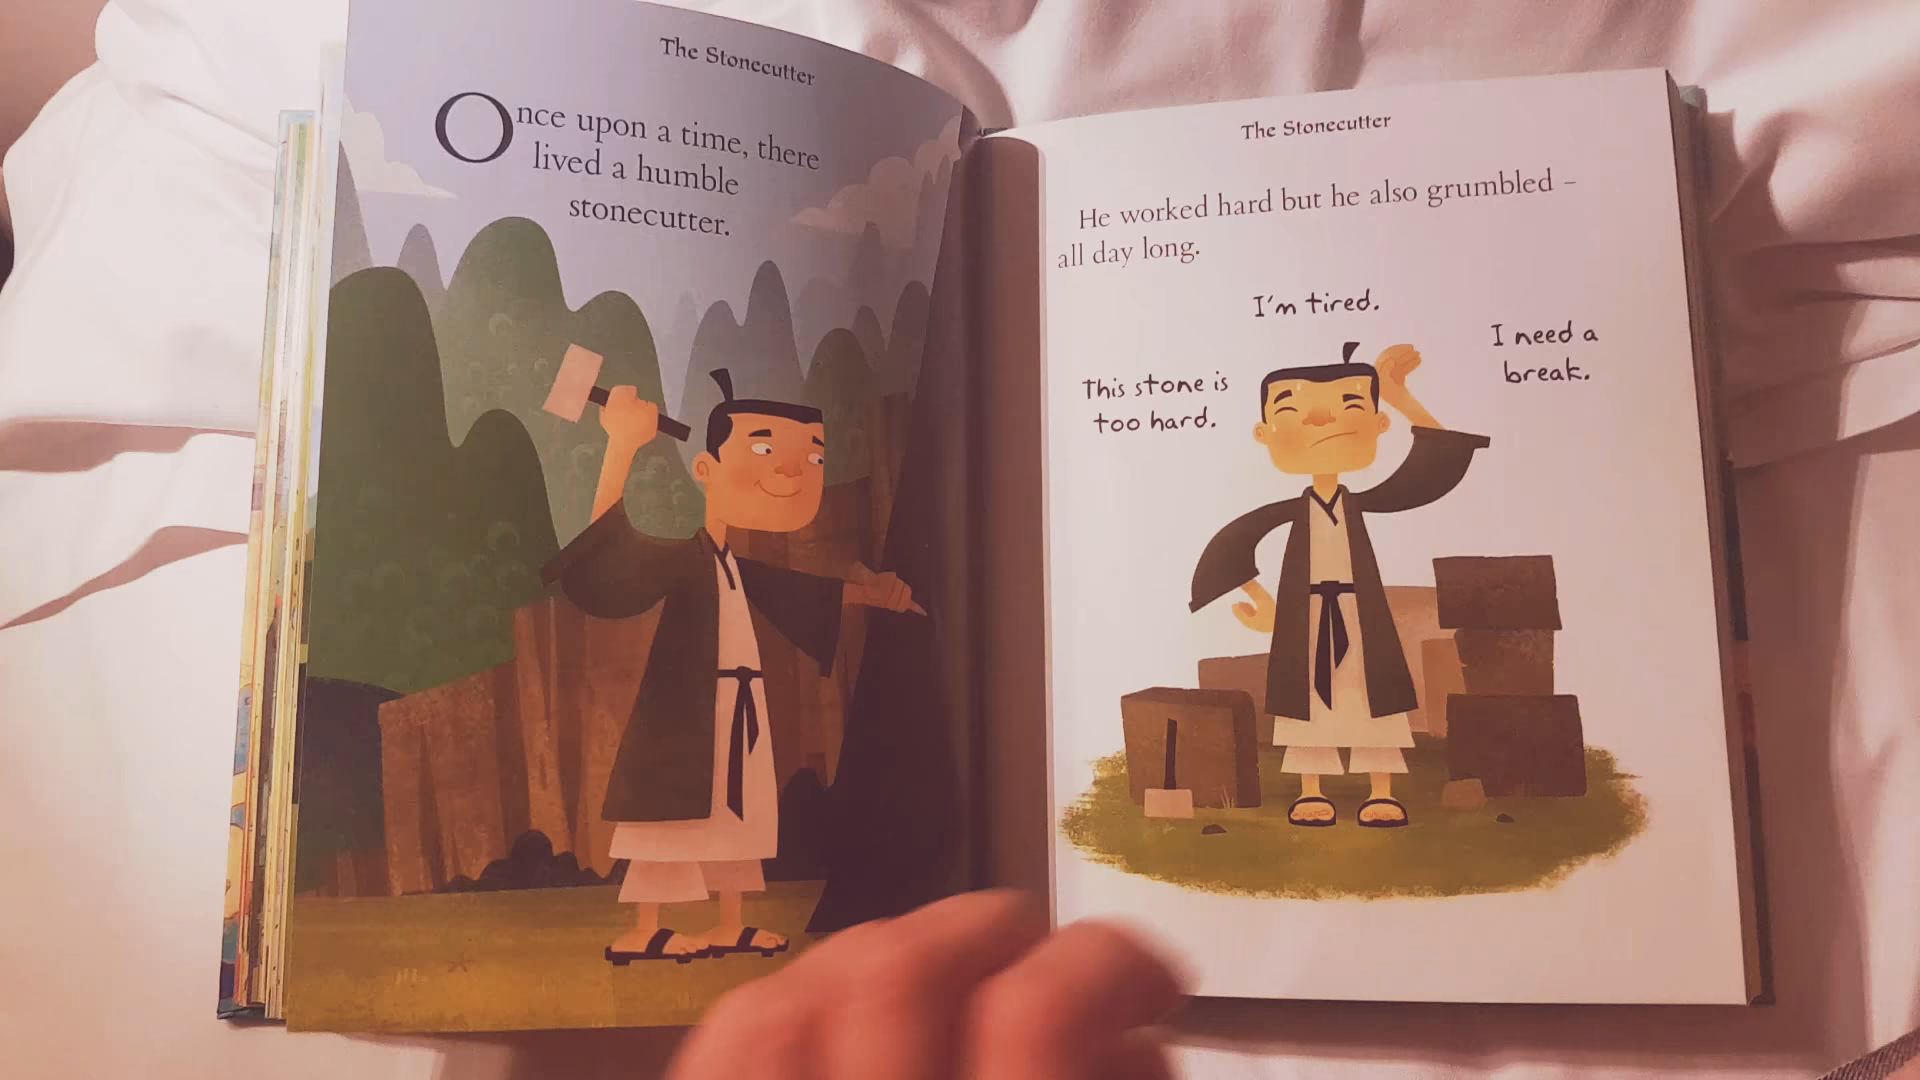 The Stonecutter
Once upon a time, there
lived a humble
stonecutter.
The Stonecutter
He worked hard but he also grumbled –
all day long.
I'm tired.
I need a
break.
This stone is
too hard.